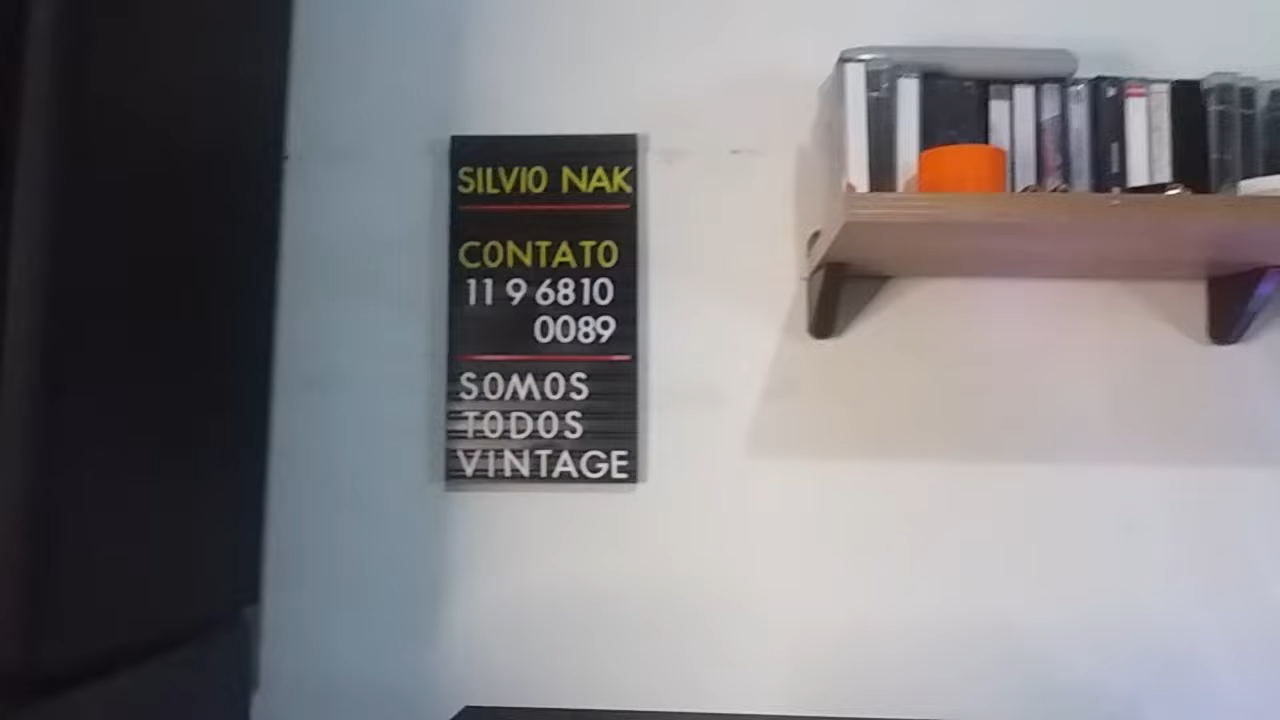 SILVIO NAK
CONTATO
11 9 6810
0089
SOMOS
TODOS
VINTAGE